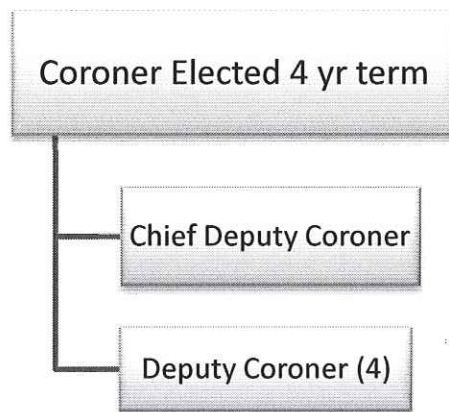 Coroner Elected 4 yr term
Chief Deputy Coroner
Deputy Coroner (4)